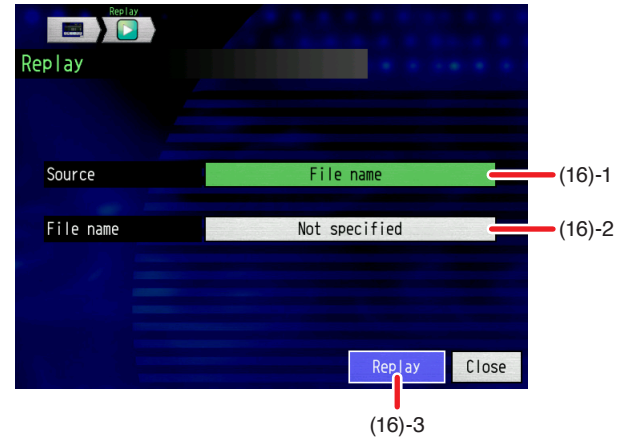 Replay
Replay
Source File name (16)-1
File name Not specified (16)-2
Replay Close
(16)-3